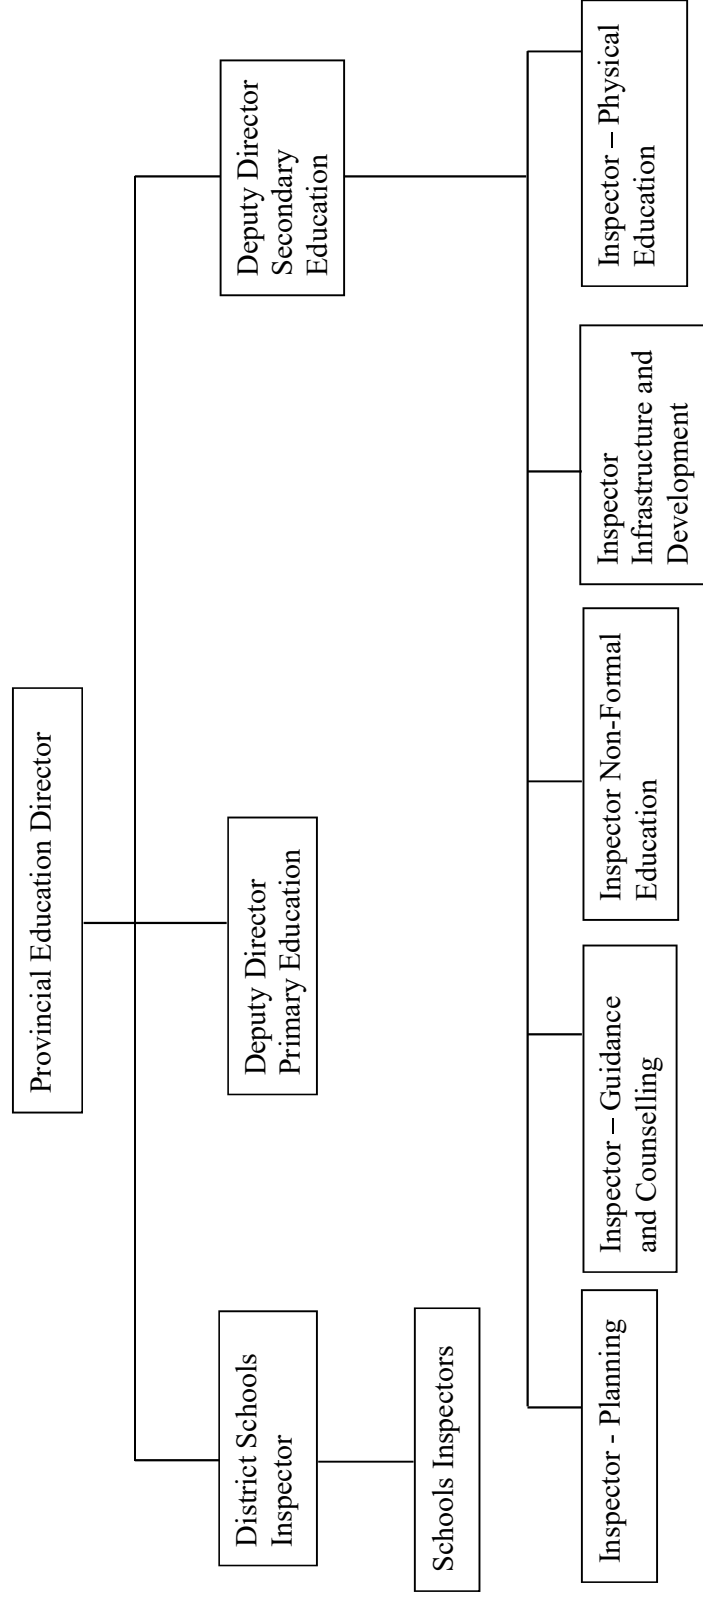 Provincial Education Director
District Schools
Inspector
Deputy Director
Primary Education
Deputy Director
Secondary
Education
Schools Inspectors
Inspector - Planning
Inspector – Guidance
and Counselling
Inspector Non-Formal
Education
Inspector
Infrastructure and
Development
Inspector – Physical
Education